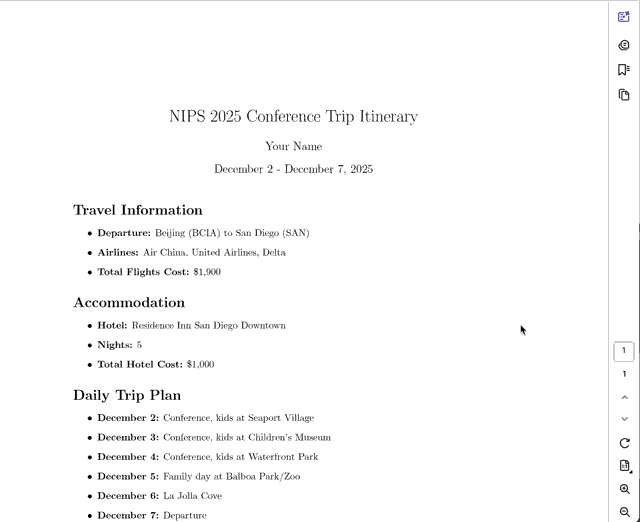 NIPS 2025 Conference Trip Itinerary
Your Name
December 2 - December 7, 2025
Travel Information
• Departure: Beijing (BCIA) to San Diego (SAN)
• Airlines: Air China, United Airlines, Delta
• Total Flights Cost: $1,900
Accommodation
• Hotel: Residence Inn San Diego Downtown
• Nights: 5
• Total Hotel Cost: $1,000
Daily Trip Plan
• December 2: Conference, kids at Seaport Village
• December 3: Conference, kids at Children's Museum
• December 4: Conference, kids at Waterfront Park
• December 5: Family day at Balboa Park/Zoo
• December 6: La Jolla Cove
• December 7: Departure
1
1